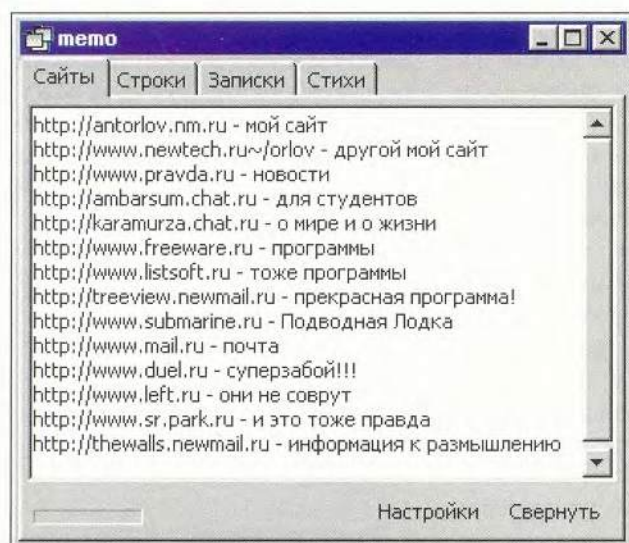 memo
Сайты Строки Записки Стихи
http://antorlov.nm.ru - мой сайт
http://www.newtech.ru~/orlov - другой мой сайт
http://www.pravda.ru - новости
http://ambarsum.chat.ru - для студентов
http://karamurza.chat.ru - о мире и о жизни
http://www.freeware.ru - программы
http://www.listsoft.ru - тоже программы
http://treeview.newmail.ru - прекрасная программа!
http://www.submarine.ru - Подводная Лодка
http://www.mail.ru - почта
http://www.duel.ru - суперзабой!!!
http://www.left.ru - они не соврут
http://www.sr.park.ru - и это тоже правда
http://thewalls.newmail.ru - информация к размышлению
Настройки Свернуть